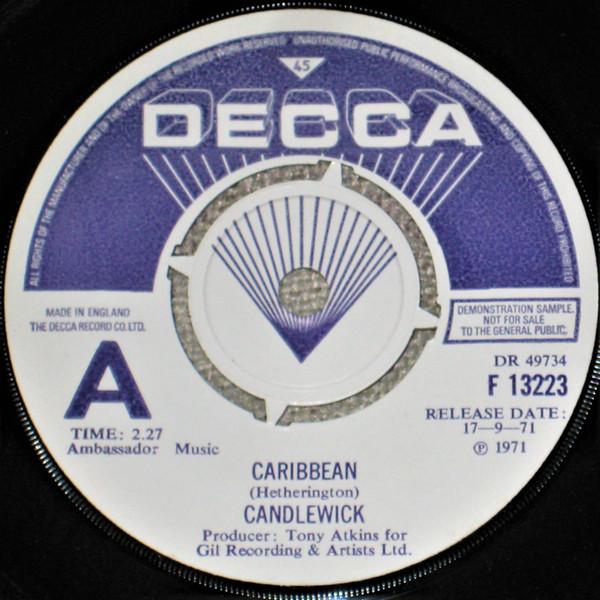 ALL RIGHTS OF THE MANUFACTURER AND OF THE OWNER OF THE RECORDED WORK RESERVED UNAUTHORISED PUBLIC PERFORMANCE BROADCASTING AND COPYING OF THIS RECORD PROHIBITED
45
DECCA
MADE IN ENGLAND
THE DECCA RECORD CO. LTD.
DEMONSTRATION SAMPLE.
NOT FOR SALE
TO THE GENERAL PUBLIC.
A
DR 49734
F 13223
RELEASE DATE:
17—9—71
℗ 1971
TIME: 2.27
Ambassador Music
CARIBBEAN
(Hetherington)
CANDLEWICK
Producer: Tony Atkins for
Gil Recording & Artists Ltd.